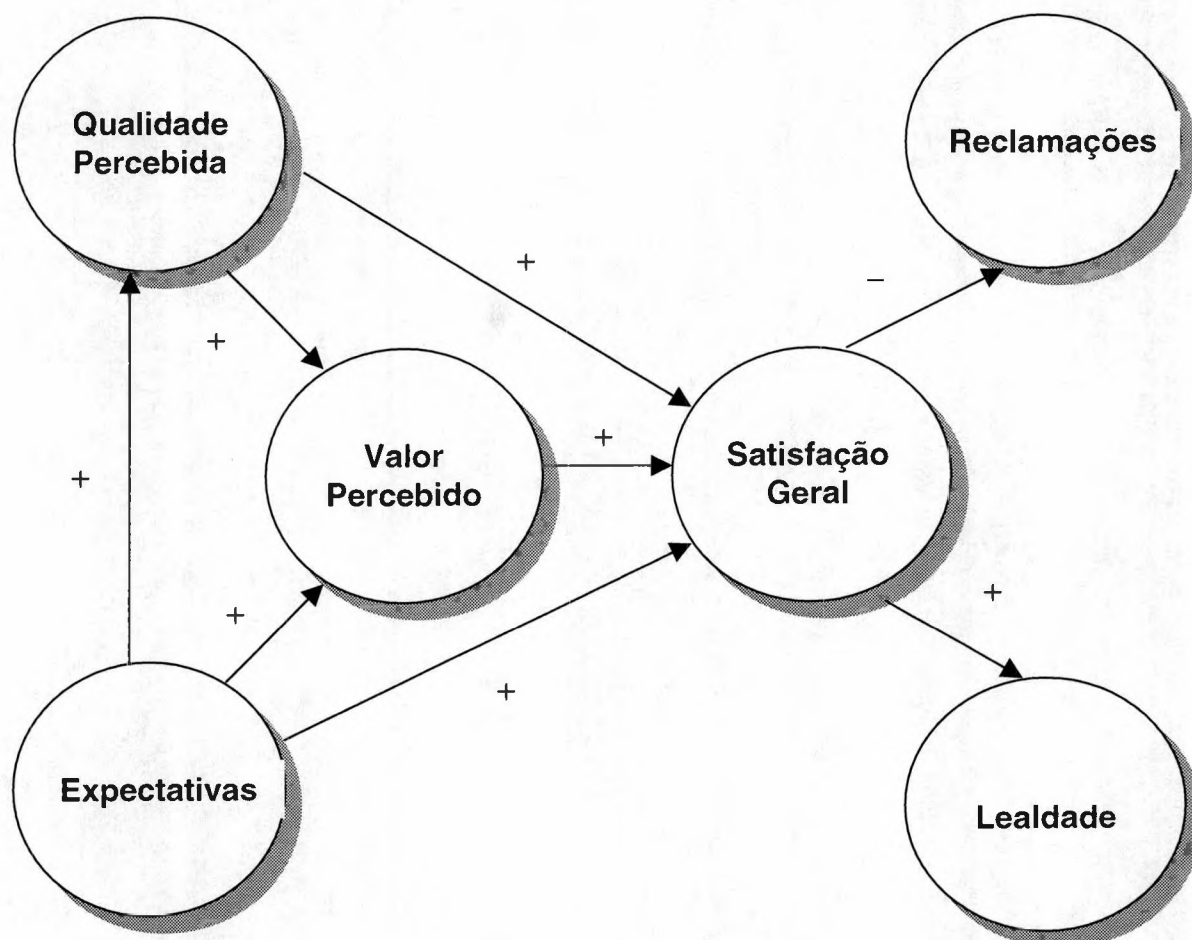 Qualidade
Percebida
Reclamações
+
–
+
+
+
Valor
Percebido
Satisfação
Geral
+
+
+
Expectativas
Lealdade